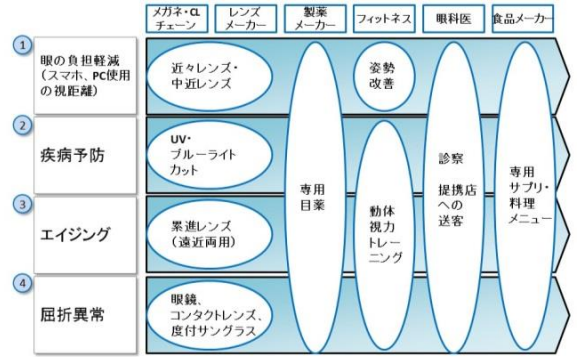 メガネ・CL
チェーン
レンズ
メーカー
製薬
メーカー
フィットネス
眼科医
食品メーカー
1
眼の負担軽減
(スマホ、PC使用
の視距離)
近々レンズ・
中近レンズ
姿勢
改善
2
疾病予防
UV・
ブルーライト
カット
専用
目薬
動体
視力
トレー
ニング
診察
提携店
への
送客
専用
サプリ・
料理
メニュー
3
エイジング
累進レンズ
(遠近両用)
4
屈折異常
眼鏡、
コンタクトレンズ、
度付サングラス